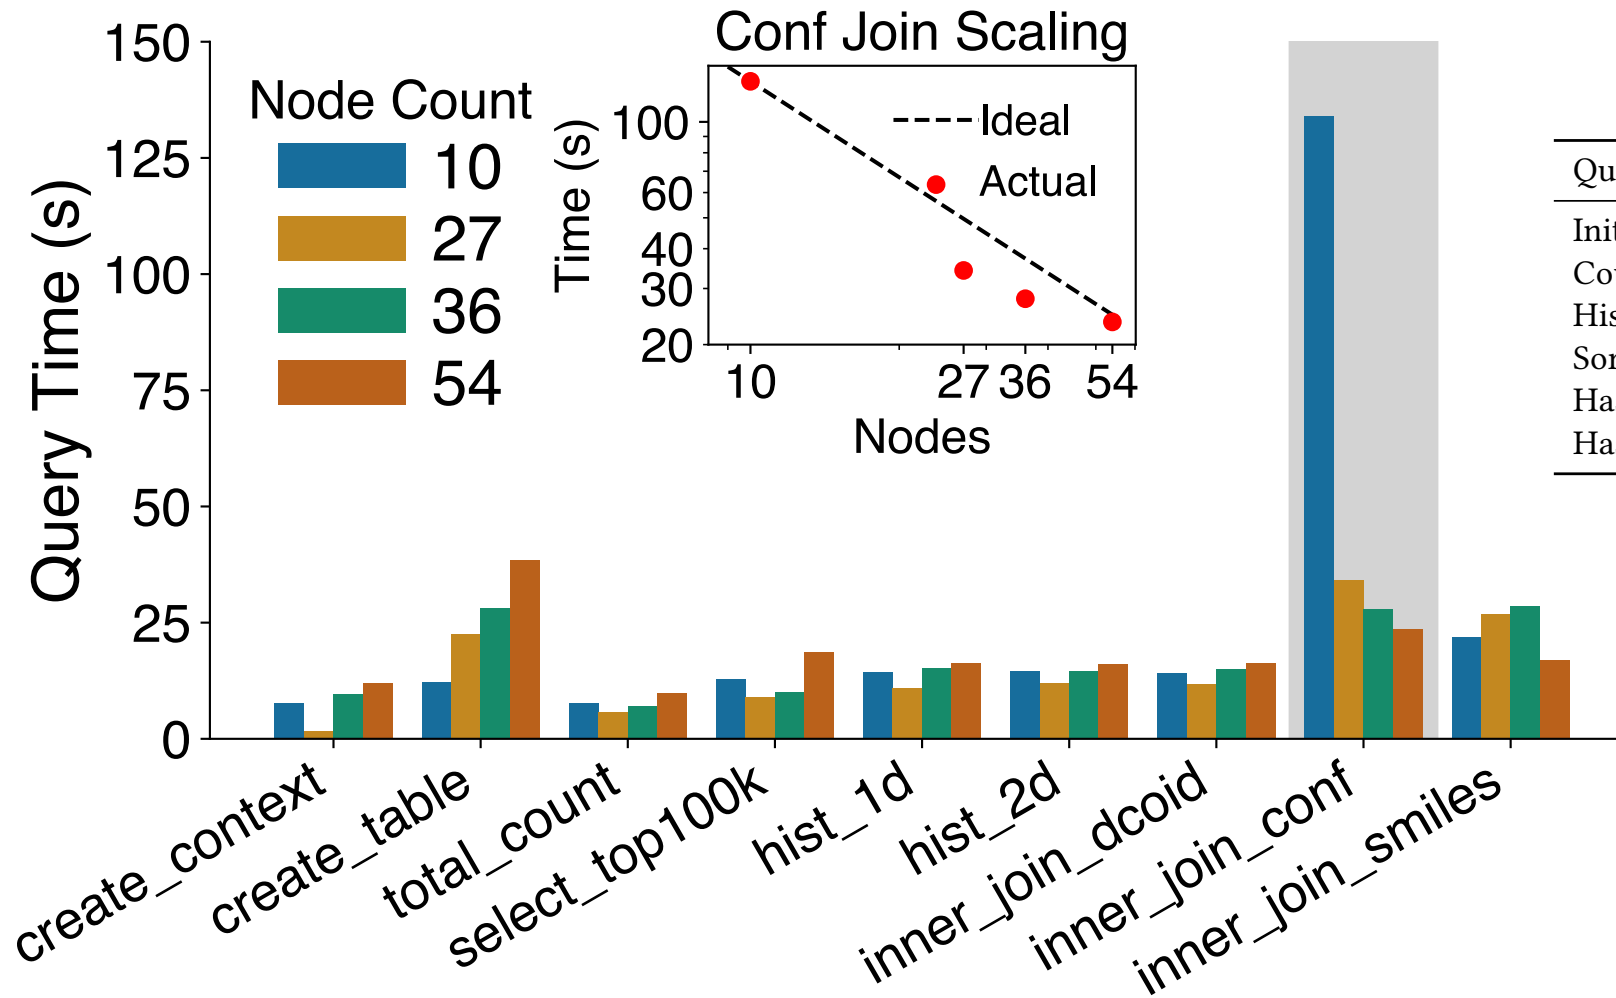 Conf Join Scaling
Query Time (s)
150
125
100
75
50
25
0
Node Count
10
27
36
54
Time (s)
100
60
40
30
20
Ideal
Actual
10 27 36 54
Nodes
create_context
create_table
total_count
select_top100k
hist_1d
hist_2d
inner_join_dcoid
inner_join_conf
inner_join_smiles